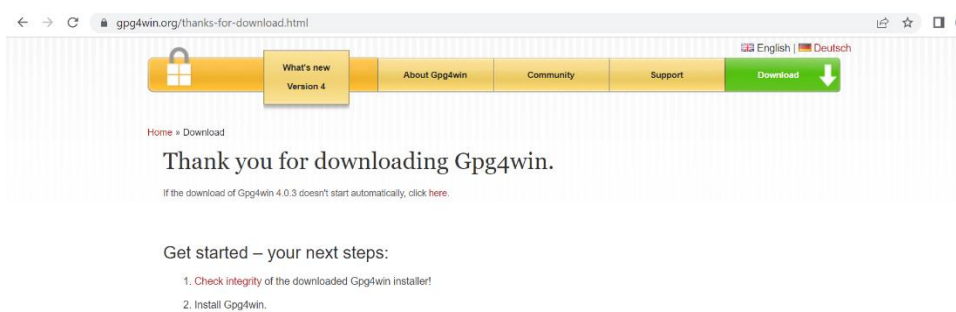 gpg4win.org/thanks-for-download.html
English | Deutsch
What's new
Version 4
About Gpg4win
Community
Support
Download
Home » Download
Thank you for downloading Gpg4win.
If the download of Gpg4win 4.0.3 doesn't start automatically, click here.
Get started – your next steps:
1. Check integrity of the downloaded Gpg4win installer!
2. Install Gpg4win.